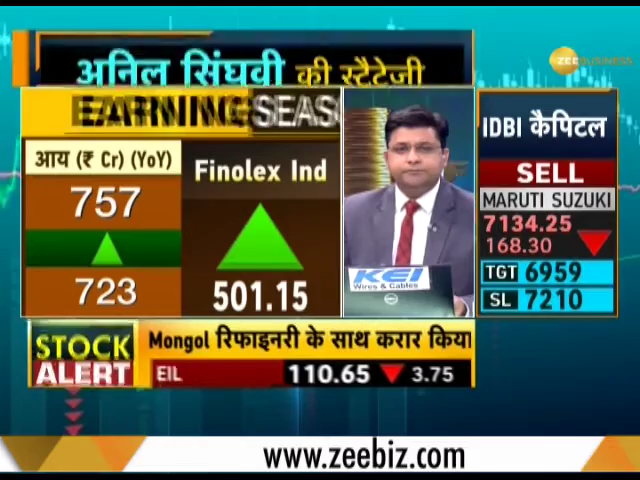 ZEE BUSINESS
अनिल सिंघवी की स्ट्रैटेजी
EARNING SEAS
आय (₹ Cr) (YoY)
757
723
Finolex Ind
501.15
KEI
Wires & Cables
DELL
IDBI कैपिटल
SELL
MARUTI SUZUKI
7134.25
168.30
TGT 6959
SL 7210
STOCK
ALERT
Mongol रिफाइनरी के साथ करार किया
EIL 110.65 3.75
www.zeebiz.com